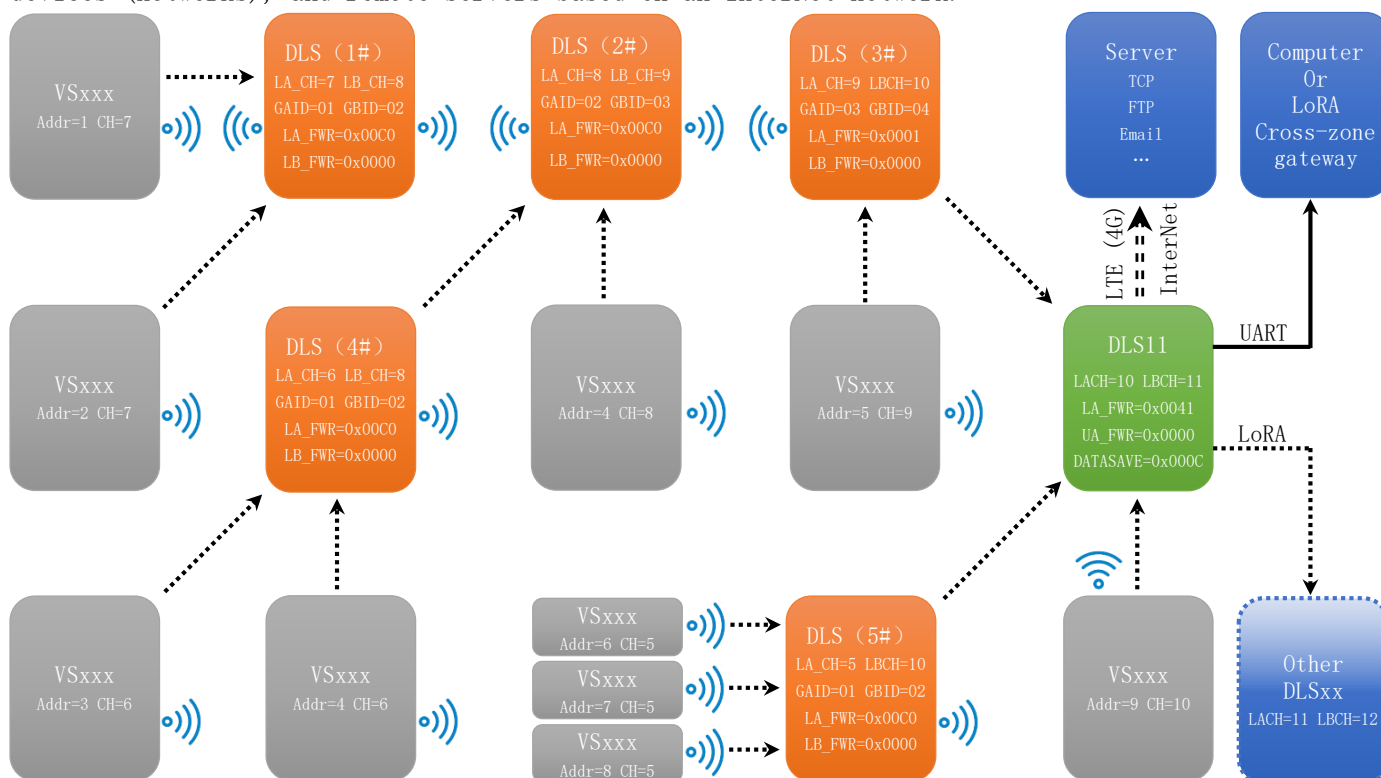 VSxxx
Addr=1 CH=7
DLS（1#）
LA_CH=7 LB_CH=8
GAID=01 GBID=02
LA_FWR=0x00C0
LB_FWR=0x0000
DLS（2#）
LA_CH=8 LB_CH=9
GAID=02 GBID=03
LA_FWR=0x00C0
LB_FWR=0x0000
DLS（3#）
LA_CH=9 LBCH=10
GAID=03 GBID=04
LA_FWR=0x0001
LB_FWR=0x0000
Server
TCP
FTP
Email
…
Computer
Or
LoRA
Cross-zone
gateway
LTE (4G)
InterNet
VSxxx
Addr=2 CH=7
DLS（4#）
LA_CH=6 LB_CH=8
GAID=01 GBID=02
LA_FWR=0x00C0
LB_FWR=0x0000
VSxxx
Addr=4 CH=8
VSxxx
Addr=5 CH=9
DLS11
LACH=10 LBCH=11
LA_FWR=0x0041
UA_FWR=0x0000
DATASAVE=0x000C
UART
LoRA
VSxxx
Addr=3 CH=6
VSxxx
Addr=4 CH=6
VSxxx
Addr=6 CH=5
VSxxx
Addr=7 CH=5
VSxxx
Addr=8 CH=5
DLS（5#）
LA_CH=5 LBCH=10
GAID=01 GBID=02
LA_FWR=0x00C0
LB_FWR=0x0000
VSxxx
Addr=9 CH=10
Other
DLSxx
LACH=11 LBCH=12